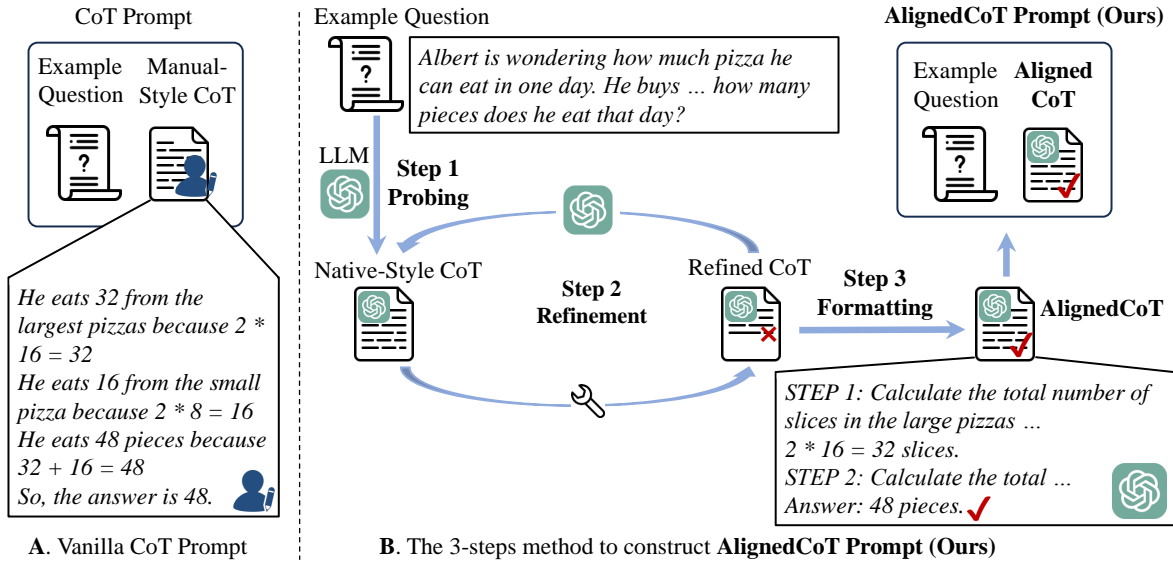 CoT Prompt
Example
Question
Manual-
Style CoT
?
He eats 32 from the
largest pizzas because 2 *
16 = 32
He eats 16 from the small
pizza because 2 * 8 = 16
He eats 48 pieces because
32 + 16 = 48
So, the answer is 48.
A. Vanilla CoT Prompt
Example Question
?
Albert is wondering how much pizza he
can eat in one day. He buys … how many
pieces does he eat that day?
LLM
Step 1
Probing
Native-Style CoT
Step 2
Refinement
Refined CoT
Step 3
Formatting
AlignedCoT
STEP 1: Calculate the total number of
slices in the large pizzas …
2 * 16 = 32 slices.
STEP 2: Calculate the total …
Answer: 48 pieces.
AlignedCoT Prompt (Ours)
Example
Question
Aligned
CoT
?
B. The 3-steps method to construct AlignedCoT Prompt (Ours)